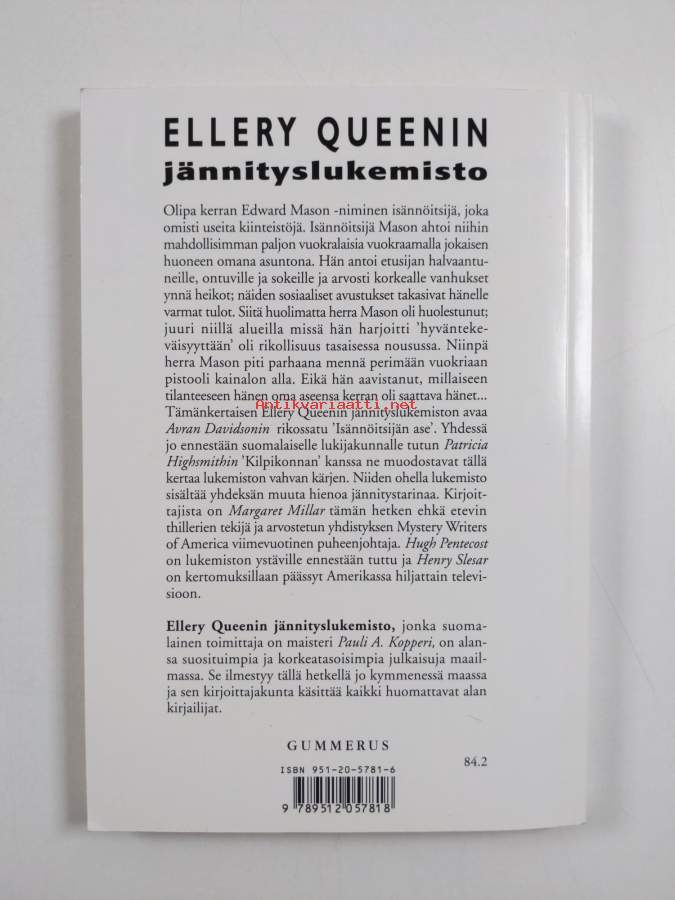 ELLERY QUEENIN
jännityslukemisto
Olipa kerran Edward Mason -niminen isännöitsijä, joka
omisti useita kiinteistöjä. Isännöitsijä Mason ahtoi niihin
mahdollisimman paljon vuokralaisia vuokraamalla jokaisen
huoneen omana asuntona. Hän antoi etusijan halvaantu-
neille, ontuville ja sokeille ja arvosti korkealle vanhukset
ynnä heikot; näiden sosiaaliset avustukset takasivat hänelle
varmat tulot. Siitä huolimatta herra Mason oli huolestunut;
juuri niillä alueilla missä hän harjoitti 'hyvänteke-
väisyyttään' oli rikollisuus tasaisessa nousussa. Niinpä
herra Mason piti parhaana mennä perimään vuokriaan
pistooli kainalon alla. Eikä hän aavistanut, millaiseen
tilanteeseen hänen oma aseensa kerran oli saattava hänet...
Antikvariaatti.net
Tämänkertaisen Ellery Queenin jännityslukemiston avaa
Avran Davidsonin rikossatu 'Isännöitsijän ase'. Yhdessä
jo ennestään suomalaiselle lukijakunnalle tutun Patricia
Highsmithin 'Kilpikonnan' kanssa ne muodostavat tällä
kertaa lukemiston vahvan kärjen. Niiden ohella lukemisto
sisältää yhdeksän muuta hienoa jännitystarinaa. Kirjoit-
tajista on Margaret Millar tämän hetken ehkä etevin
thillerien tekijä ja arvostetun yhdistyksen Mystery Writers
of America viimevuotinen puheenjohtaja. Hugh Pentecost
on lukemiston ystäville ennestään tuttu ja Henry Slesar
on kertomuksillaan päässyt Amerikassa hiljattain televi-
sioon.
Ellery Queenin jännityslukemisto, jonka suoma-
lainen toimittaja on maisteri Pauli A. Kopperi, on alan-
sa suosituimpia ja korkeatasoisimpia julkaisuja maail-
massa. Se ilmestyy tällä hetkellä jo kymmenessä maassa
ja sen kirjoittajakunta käsittää kaikki huomattavat alan
kirjailijat.
GUMMERUS
84.2
ISBN 951-20-5781-6
9 789512 057818